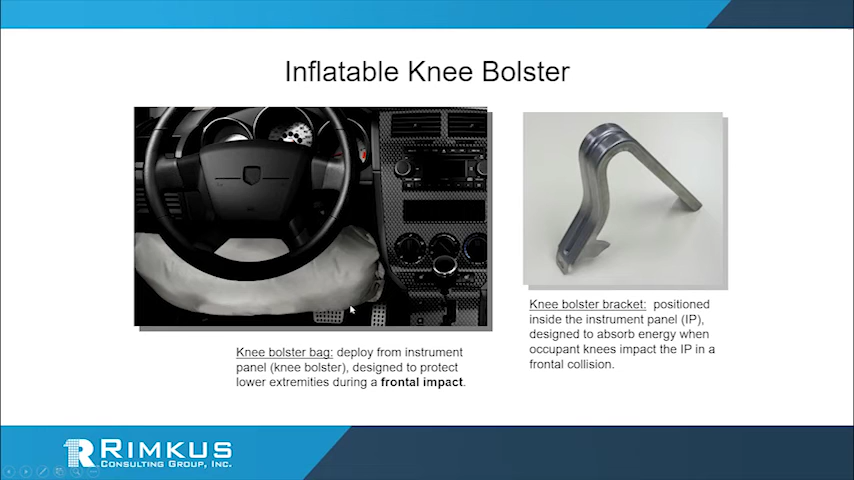 Inflatable Knee Bolster
Knee bolster bag: deploy from instrument
panel (knee bolster), designed to protect
lower extremities during a frontal impact.
Knee bolster bracket: positioned
inside the instrument panel (IP),
designed to absorb energy when
occupant knees impact the IP in a
frontal collision.
RIMKUS
CONSULTING GROUP, INC.